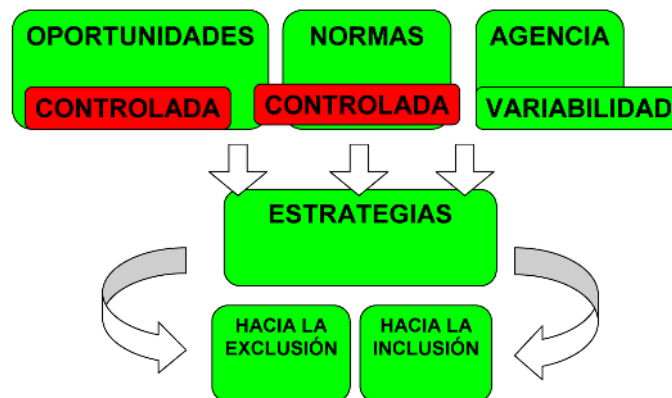 OPORTUNIDADES
NORMAS
AGENCIA
CONTROLADA
CONTROLADA
VARIABILIDAD
ESTRATEGIAS
HACIA LA
EXCLUSIÓN
HACIA LA
INCLUSIÓN